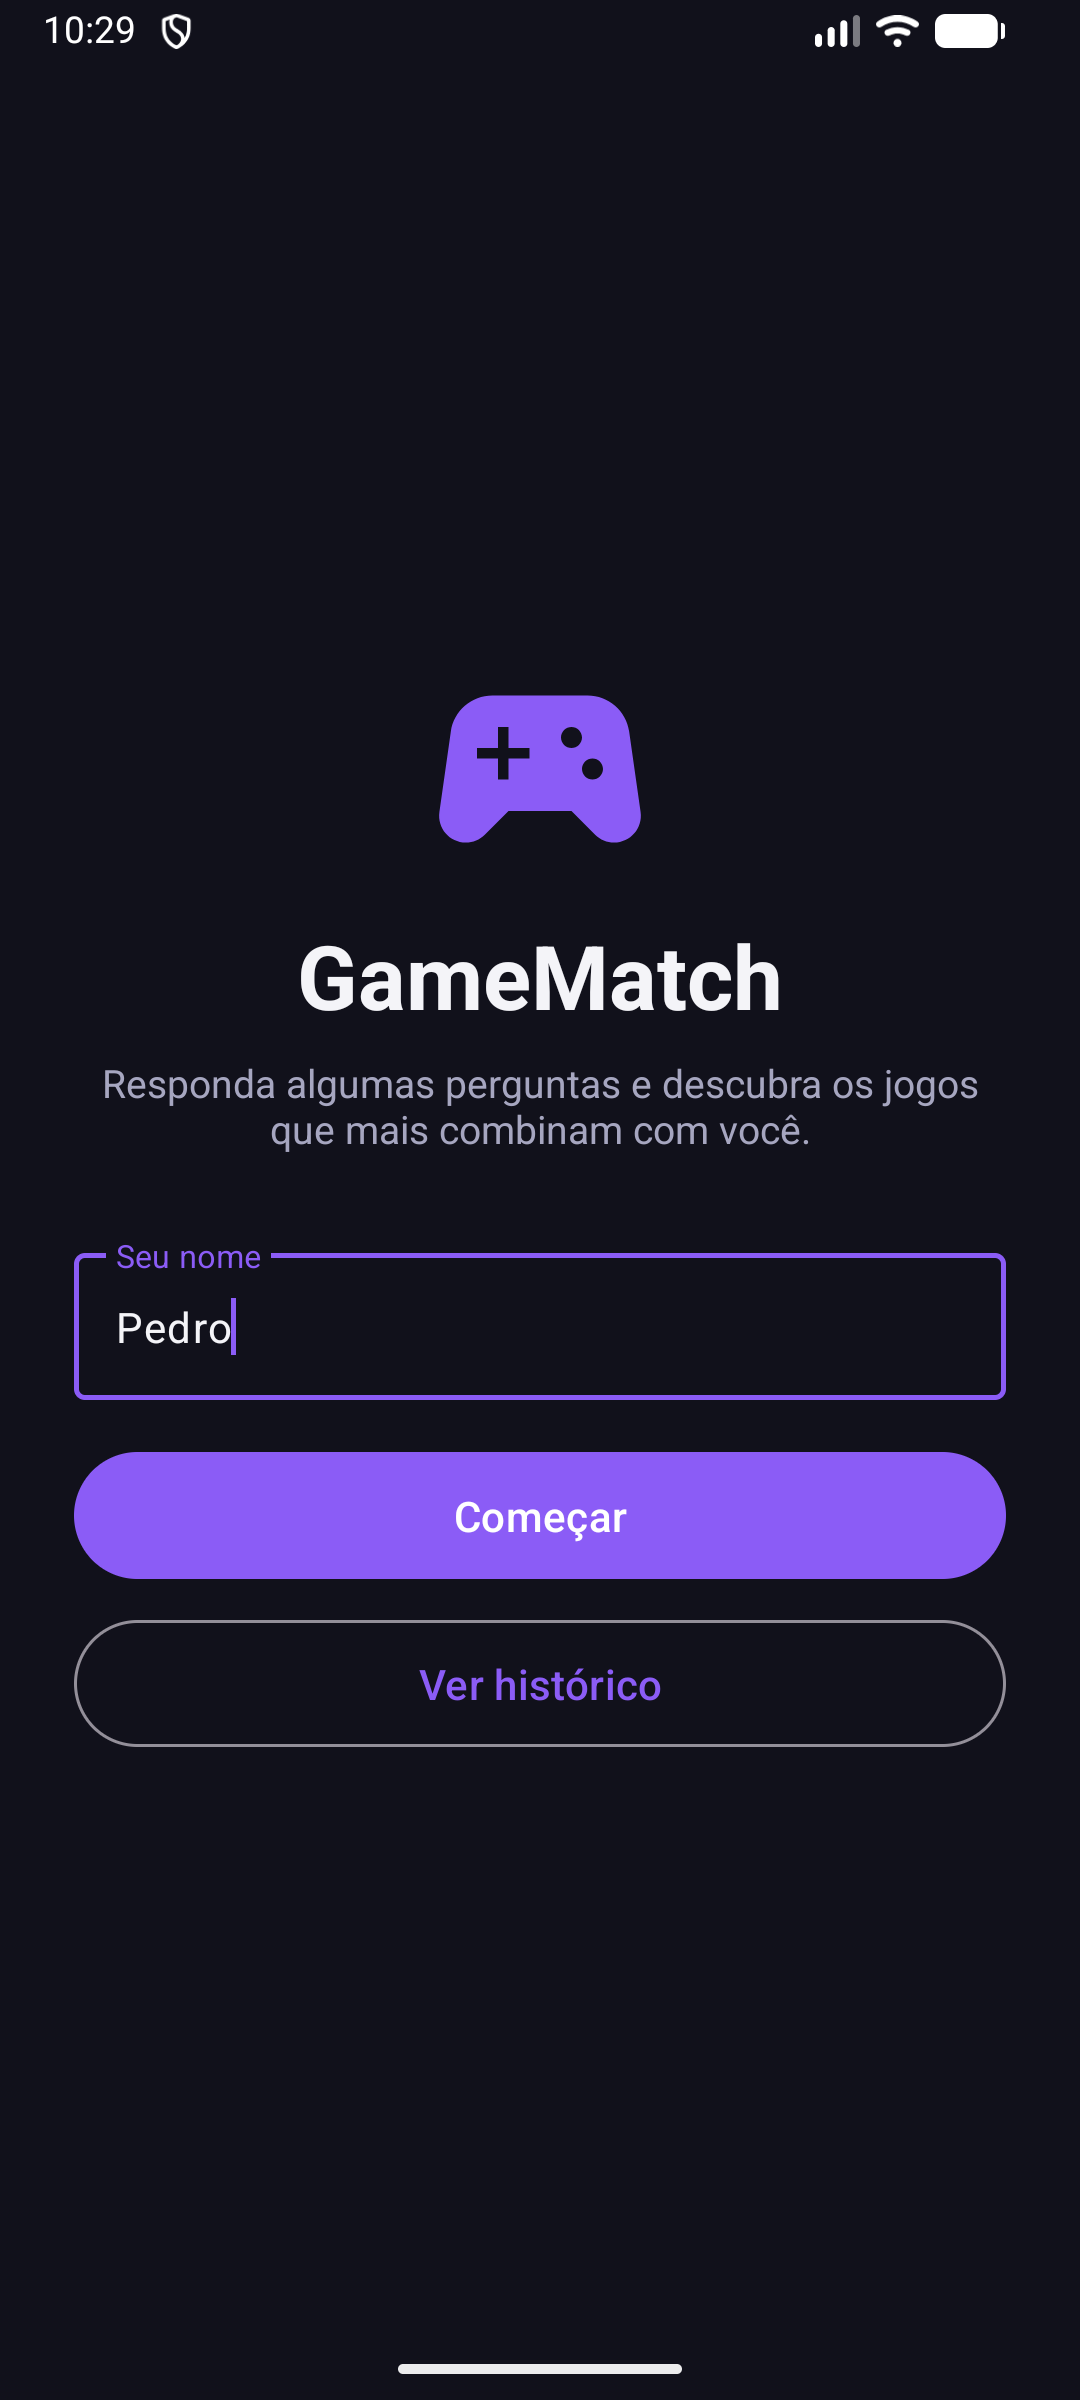 10:29
GameMatch
Responda algumas perguntas e descubra os jogos
que mais combinam com você.
Seu nome
Pedro
Começar
Ver histórico